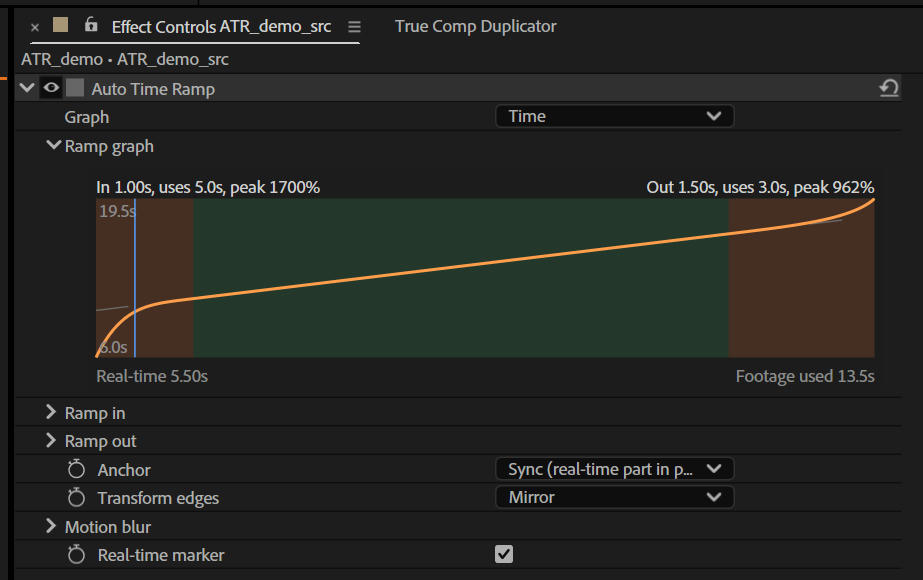 × Effect Controls ATR_demo_src ≡ True Comp Duplicator
ATR_demo • ATR_demo_src
Auto Time Ramp
Graph Time
Ramp graph
In 1.00s, uses 5.0s, peak 1700% Out 1.50s, uses 3.0s, peak 962%
19.5s
6.0s
Real-time 5.50s Footage used 13.5s
Ramp in
Ramp out
Anchor Sync (real-time part in p...
Transform edges Mirror
Motion blur
Real-time marker